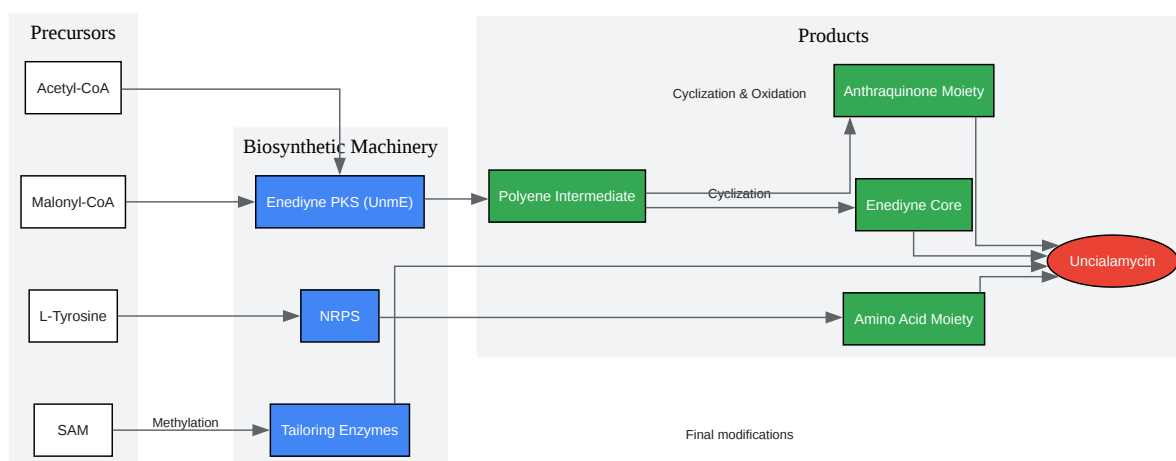 Precursors
Products
Acetyl-CoA
Cyclization & Oxidation
Anthraquinone Moiety
Biosynthetic Machinery
Malonyl-CoA
Enediyne PKS (UnmE)
Polyene Intermediate
Cyclization
Enediyne Core
Uncialamycin
L-Tyrosine
NRPS
Amino Acid Moiety
SAM
Methylation
Tailoring Enzymes
Final modifications